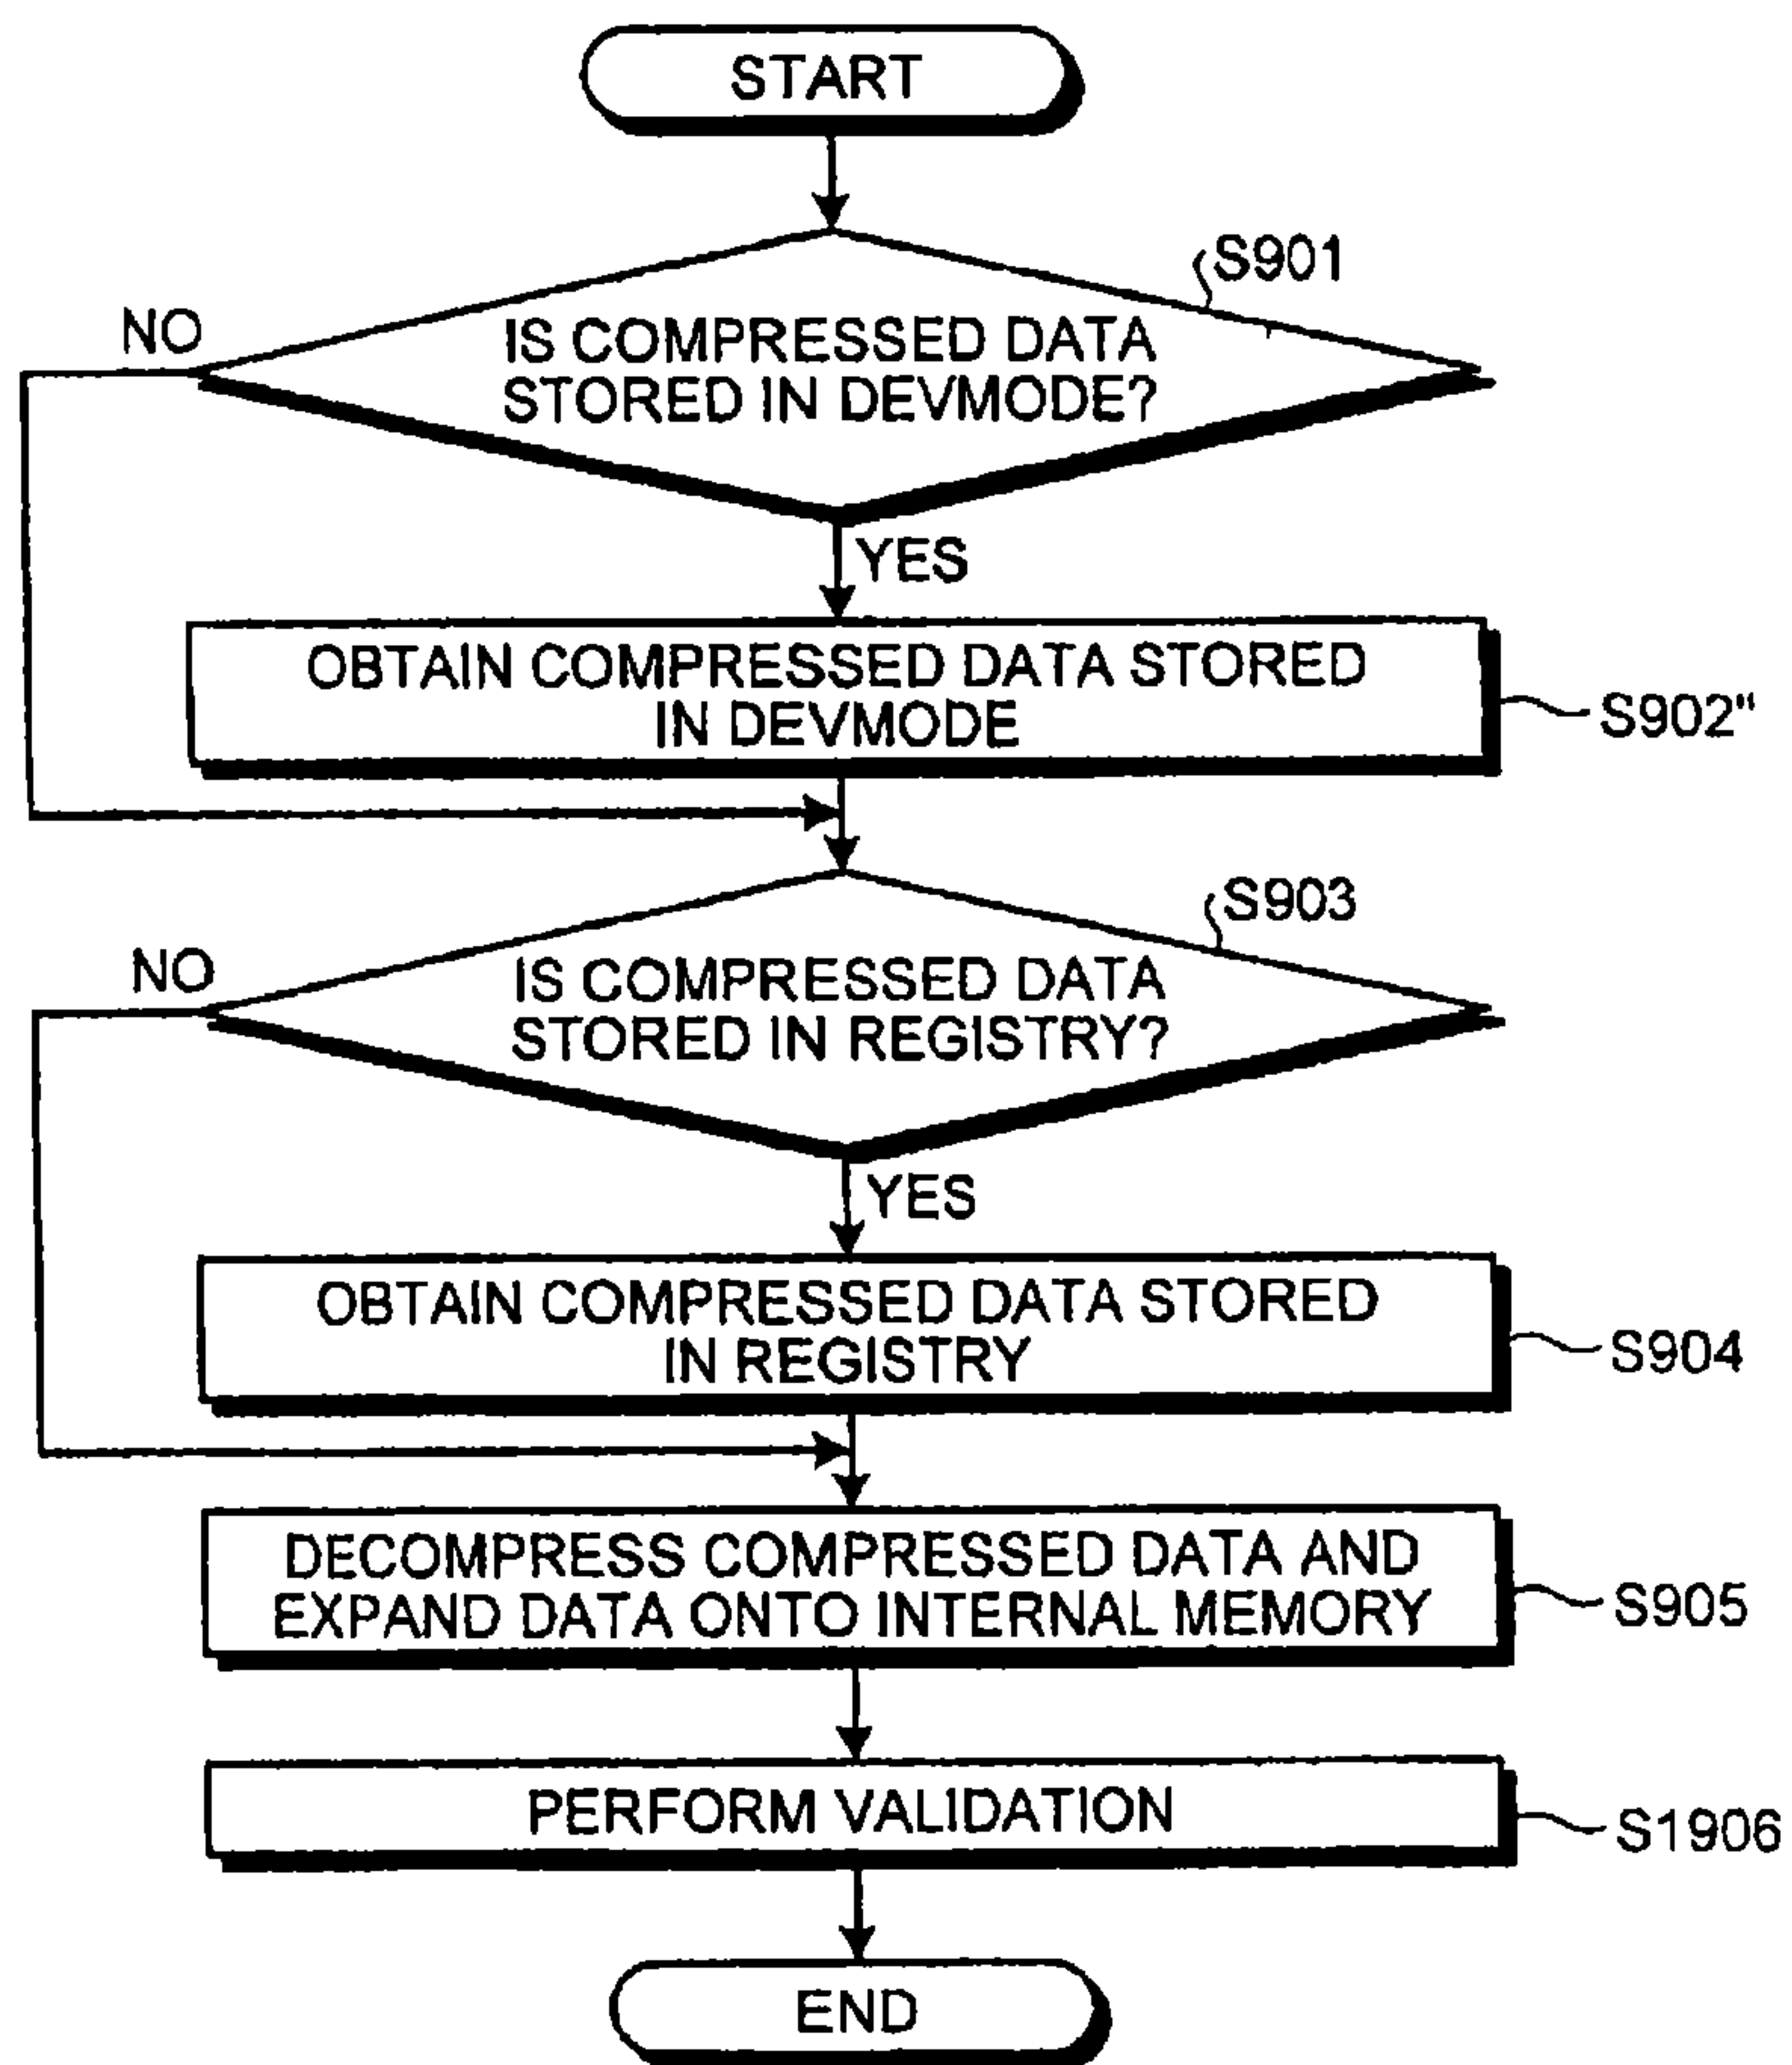 START
S901
NO
IS COMPRESSED DATA
STORED IN DEVMODE?
YES
OBTAIN COMPRESSED DATA STORED
IN DEVMODE
S902"
S903
NO
IS COMPRESSED DATA
STORED IN REGISTRY?
YES
OBTAIN COMPRESSED DATA STORED
IN REGISTRY
S904
DECOMPRESS COMPRESSED DATA AND
EXPAND DATA ONTO INTERNAL MEMORY
S905
PERFORM VALIDATION
S1906
END